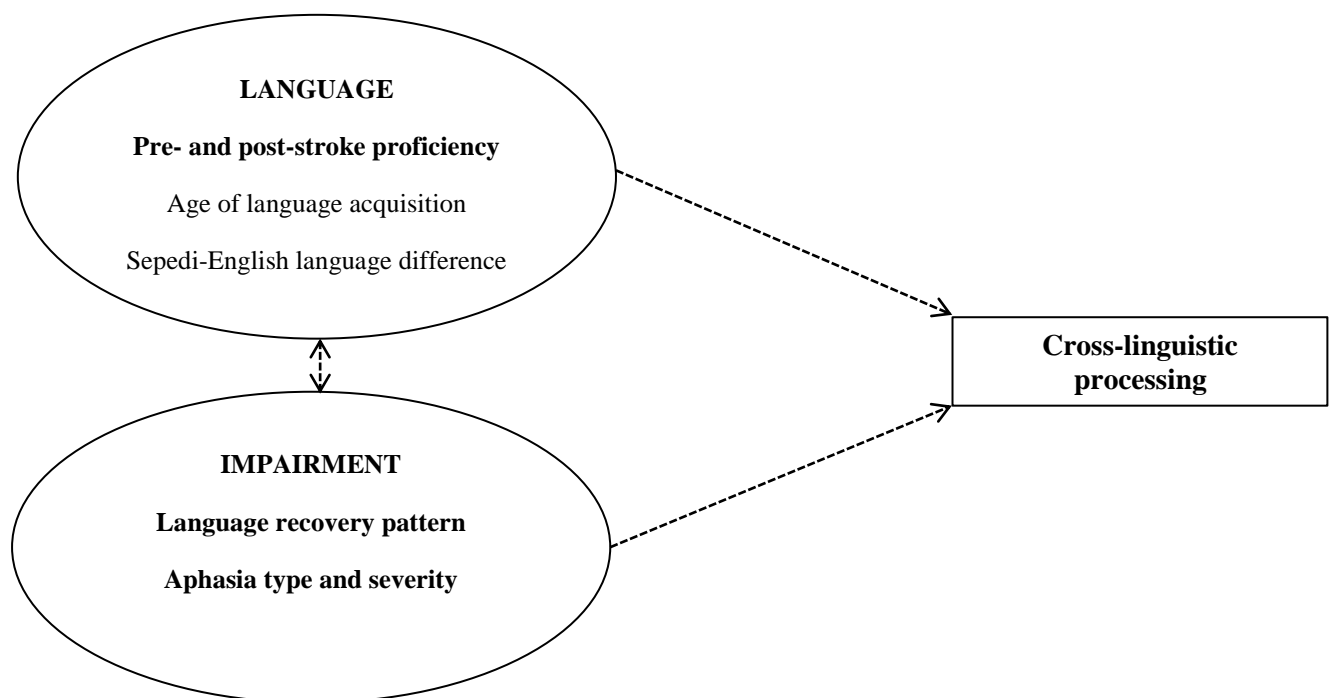 LANGUAGE
Pre- and post-stroke proficiency
Age of language acquisition
Sepedi-English language difference
Cross-linguistic
processing
IMPAIRMENT
Language recovery pattern
Aphasia type and severity